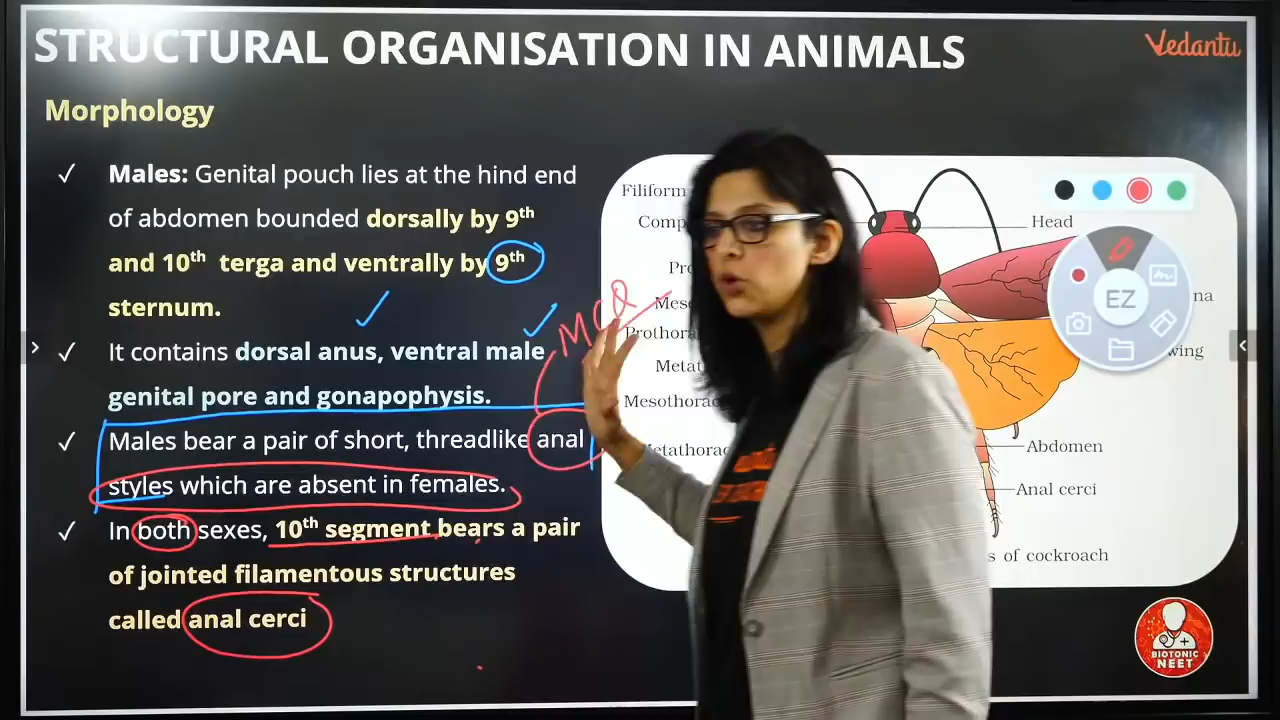 STRUCTURAL ORGANISATION IN ANIMALS
Vedantu
Morphology
✓ Males: Genital pouch lies at the hind end
of abdomen bounded dorsally by 9th
and 10th terga and ventrally by 9th
sternum.
✓ It contains dorsal anus, ventral male
genital pore and gonapophysis.
✓ Males bear a pair of short, threadlike anal
styles which are absent in females.
✓ In both sexes, 10th segment bears a pair
of jointed filamentous structures
called anal cerci
MCQ
Filiform
Head
EZ
Abdomen
Anal cerci
of cockroach
BIOTONIC
NEET